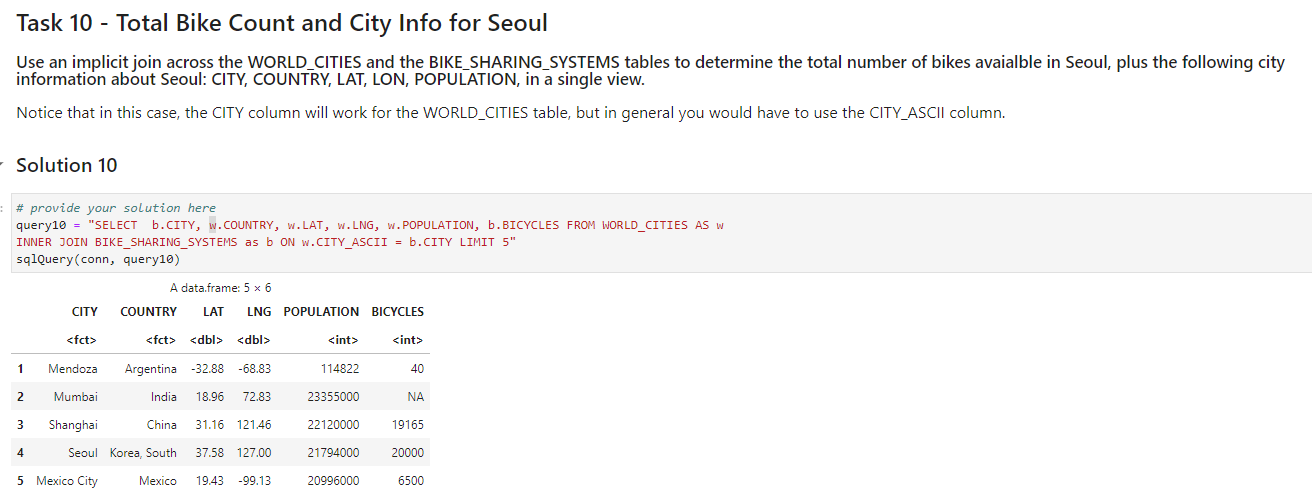 Task 10 - Total Bike Count and City Info for Seoul
Use an implicit join across the WORLD_CITIES and the BIKE_SHARING_SYSTEMS tables to determine the total number of bikes avaialble in Seoul, plus the following city
information about Seoul: CITY, COUNTRY, LAT, LON, POPULATION, in a single view.
Notice that in this case, the CITY column will work for the WORLD_CITIES table, but in general you would have to use the CITY_ASCII column.
Solution 10
# provide your solution here
query10 = "SELECT  b.CITY, w.COUNTRY, w.LAT, w.LNG, w.POPULATION, b.BICYCLES FROM WORLD_CITIES AS w
INNER JOIN BIKE_SHARING_SYSTEMS as b ON w.CITY_ASCII = b.CITY LIMIT 5"
sqlQuery(conn, query10)
A data.frame: 5 × 6
CITY COUNTRY LAT LNG POPULATION BICYCLES
<fct> <fct> <dbl> <dbl> <int> <int>
1 Mendoza Argentina -32.88 -68.83 114822 40
2 Mumbai India 18.96 72.83 23355000 NA
3 Shanghai China 31.16 121.46 22120000 19165
4 Seoul Korea, South 37.58 127.00 21794000 20000
5 Mexico City Mexico 19.43 -99.13 20996000 6500